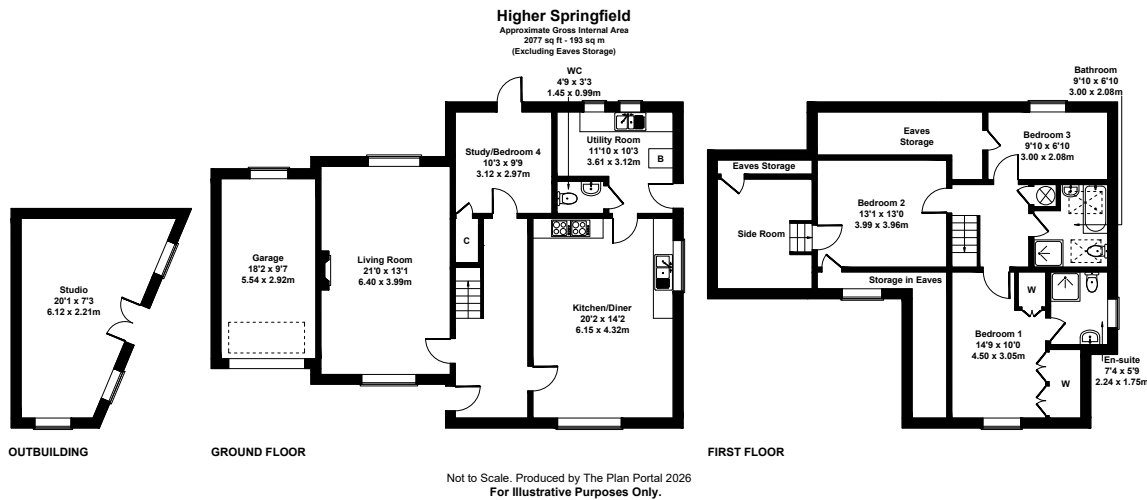 Higher Springfield
Approximate Gross Internal Area
2077 sq ft - 193 sq m
(Excluding Eaves Storage)
WC
4'9 x 3'3
1.45 x 0.99m
Study/Bedroom 4
10'3 x 9'9
3.12 x 2.97m
Utility Room
11'10 x 10'3
3.61 x 3.12m
B
C
Garage
18'2 x 9'7
5.54 x 2.92m
Living Room
21'0 x 13'1
6.40 x 3.99m
Kitchen/Diner
20'2 x 14'2
6.15 x 4.32m
Studio
20'1 x 7'3
6.12 x 2.21m
Bathroom
9'10 x 6'10
3.00 x 2.08m
Eaves
Storage
Bedroom 3
9'10 x 6'10
3.00 x 2.08m
Eaves Storage
Bedroom 2
13'1 x 13'0
3.99 x 3.96m
Side Room
Storage in Eaves
W
Bedroom 1
14'9 x 10'0
4.50 x 3.05m
W
En-suite
7'4 x 5'9
2.24 x 1.75m
OUTBUILDING
GROUND FLOOR
FIRST FLOOR
Not to Scale. Produced by The Plan Portal 2026
For Illustrative Purposes Only.